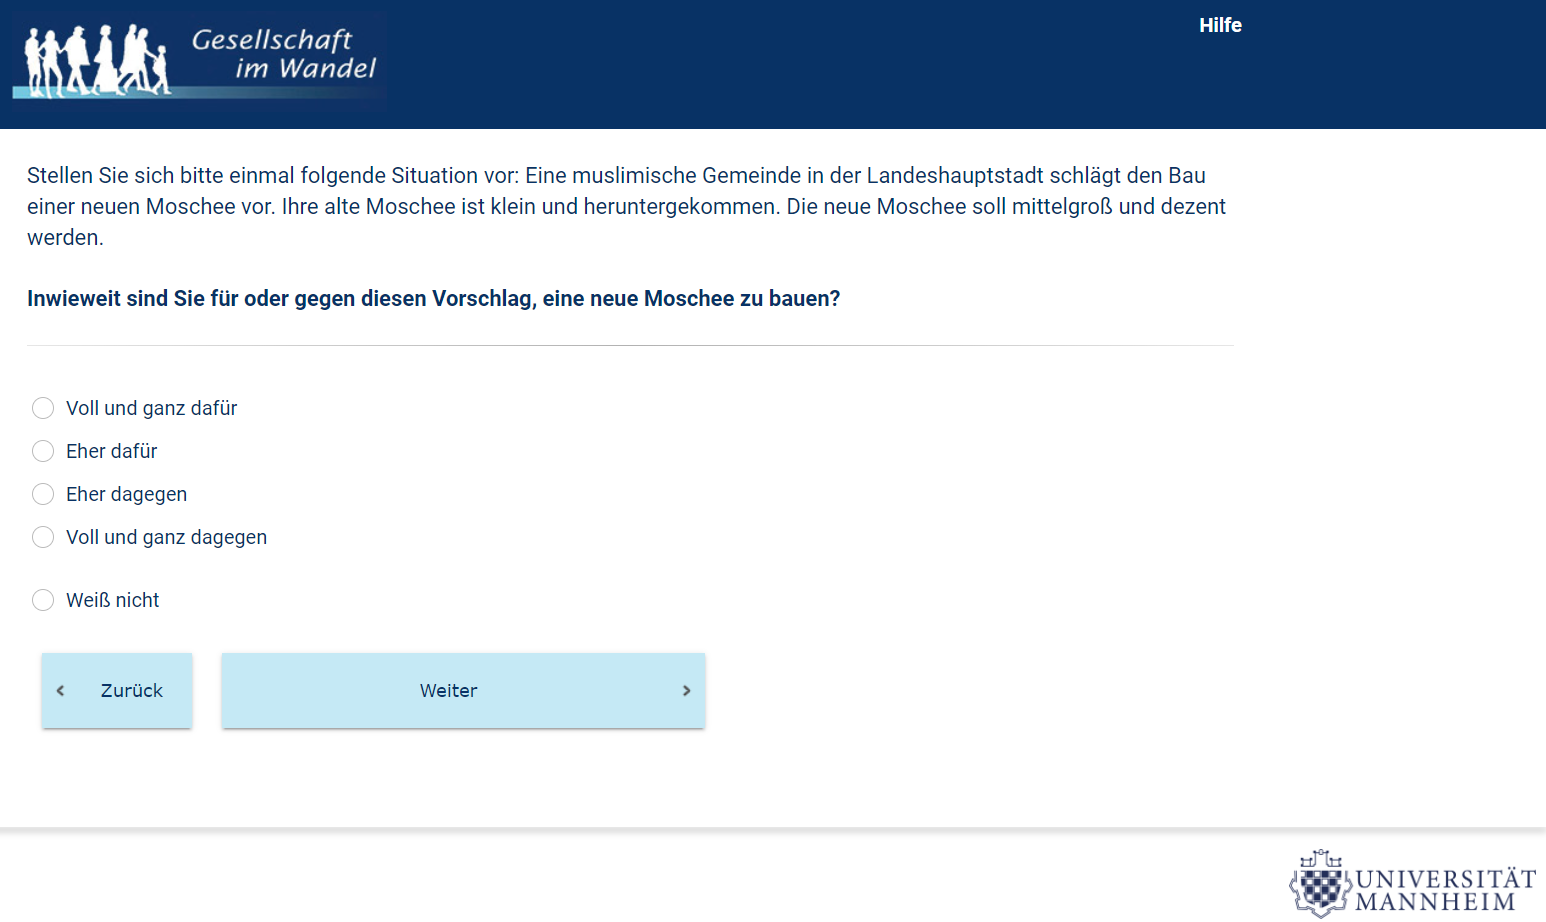 Gesellschaft
im Wandel
Hilfe
Stellen Sie sich bitte einmal folgende Situation vor: Eine muslimische Gemeinde in der Landeshauptstadt schlägt den Bau
einer neuen Moschee vor. Ihre alte Moschee ist klein und heruntergekommen. Die neue Moschee soll mittelgroß und dezent
werden.
Inwieweit sind Sie für oder gegen diesen Vorschlag, eine neue Moschee zu bauen?
Voll und ganz dafür
Eher dafür
Eher dagegen
Voll und ganz dagegen
Weiß nicht
Zurück
Weiter
UNIVERSITÄT
MANNHEIM